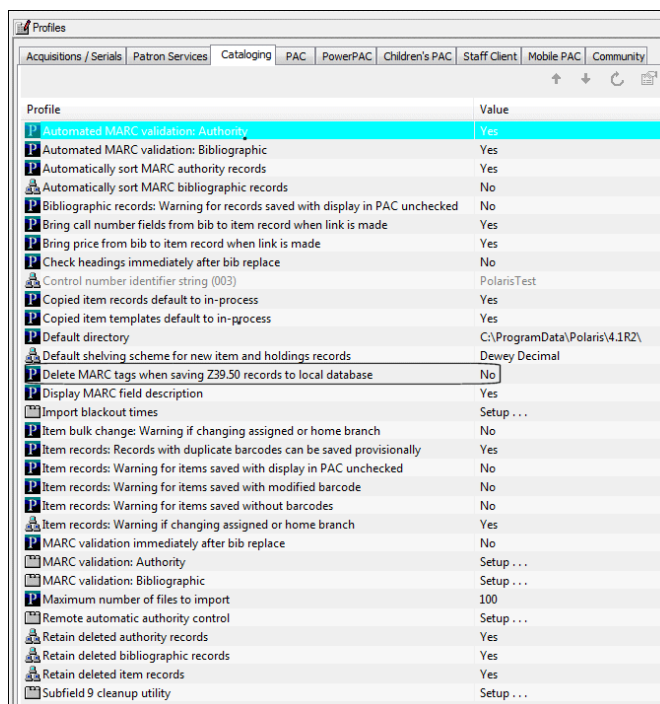 Profiles
Acquisitions / Serials Patron Services Cataloging PAC PowerPAC Children's PAC Staff Client Mobile PAC Community
Profile Value
Automated MARC validation: Authority Yes
Automated MARC validation: Bibliographic Yes
Automatically sort MARC authority records Yes
Automatically sort MARC bibliographic records No
Bibliographic records: Warning for records saved with display in PAC unchecked No
Bring call number fields from bib to item record when link is made Yes
Bring price from bib to item record when link is made Yes
Check headings immediately after bib replace No
Control number identifier string (003) PolarisTest
Copied item records default to in-process Yes
Copied item templates default to in-process Yes
Default directory C:\ProgramData\Polaris\4.1R2\
Default shelving scheme for new item and holdings records Dewey Decimal
Delete MARC tags when saving Z39.50 records to local database No
Display MARC field description Yes
Import blackout times Setup . . .
Item bulk change: Warning if changing assigned or home branch No
Item records: Records with duplicate barcodes can be saved provisionally Yes
Item records: Warning for items saved with display in PAC unchecked No
Item records: Warning for items saved with modified barcode No
Item records: Warning for items saved without barcodes No
Item records: Warning if changing assigned or home branch Yes
MARC validation immediately after bib replace No
MARC validation: Authority Setup . . .
MARC validation: Bibliographic Setup . . .
Maximum number of files to import 100
Remote automatic authority control Setup . . .
Retain deleted authority records Yes
Retain deleted bibliographic records Yes
Retain deleted item records Yes
Subfield 9 cleanup utility Setup . . .